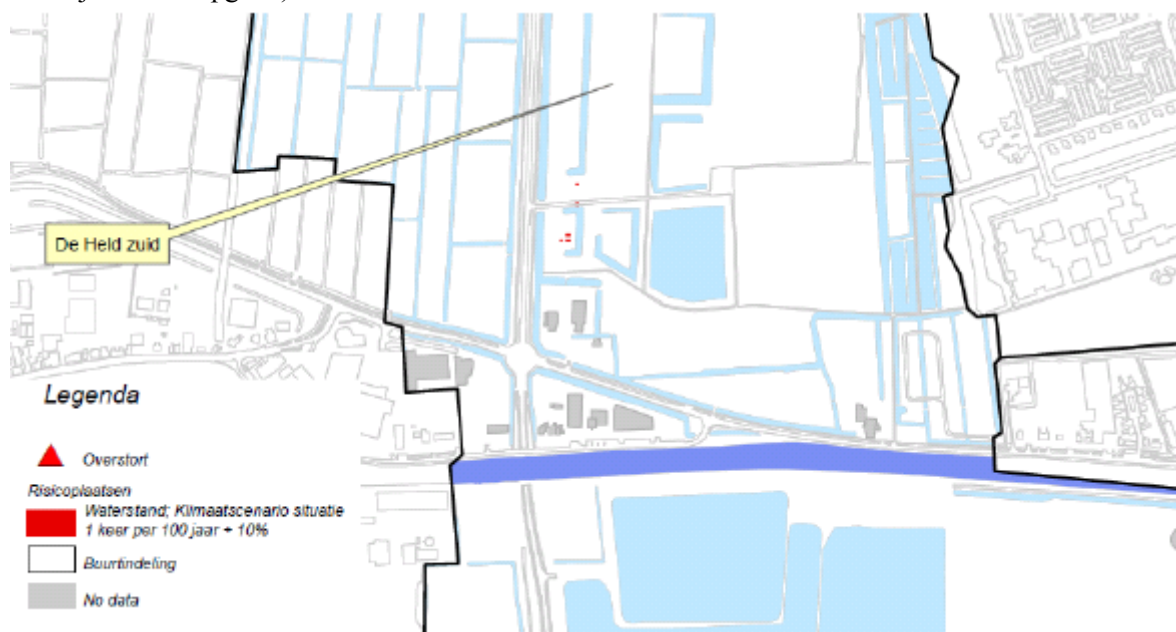 De Held zuid
Legenda
Overstort
Risicoplaatsen
Waterstand; Klimaatscenario situatie
1 keer per 100 jaar + 10%
Buurtindeling
No data